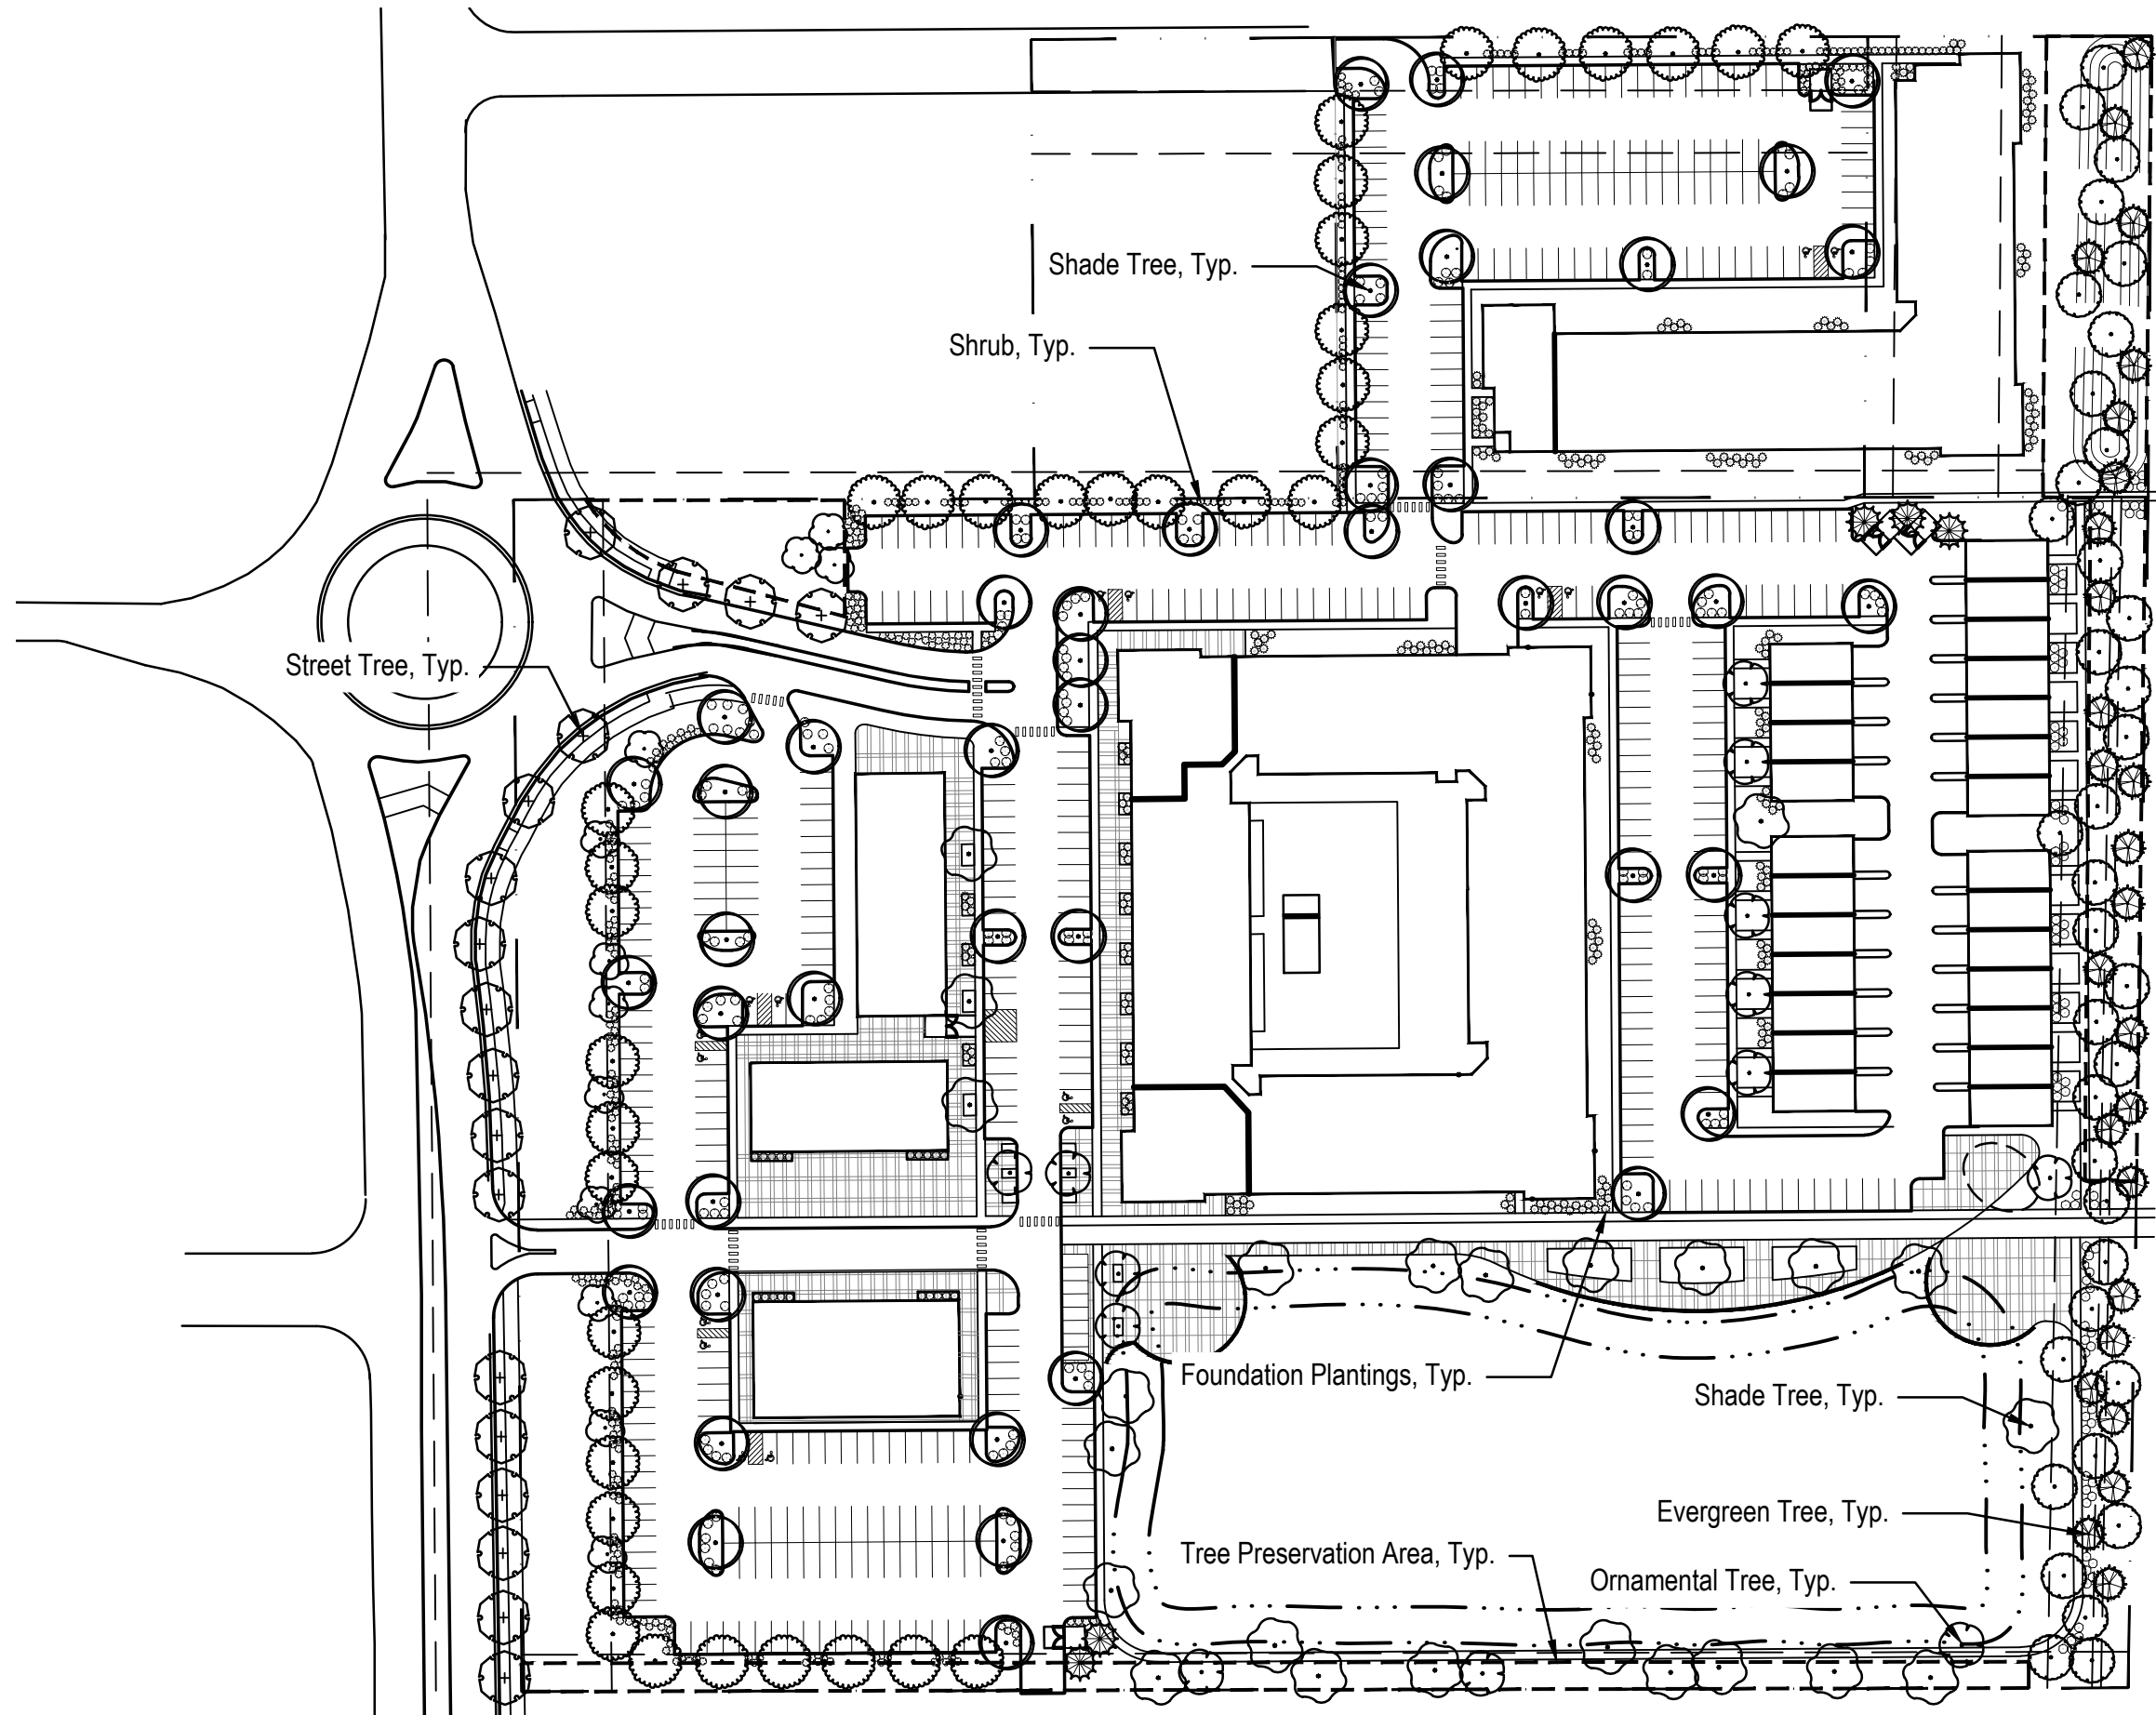 Shade Tree, Typ.
Shrub, Typ.
Street Tree, Typ.
Foundation Plantings, Typ.
Shade Tree, Typ.
Evergreen Tree, Typ.
Tree Preservation Area, Typ.
Ornamental Tree, Typ.